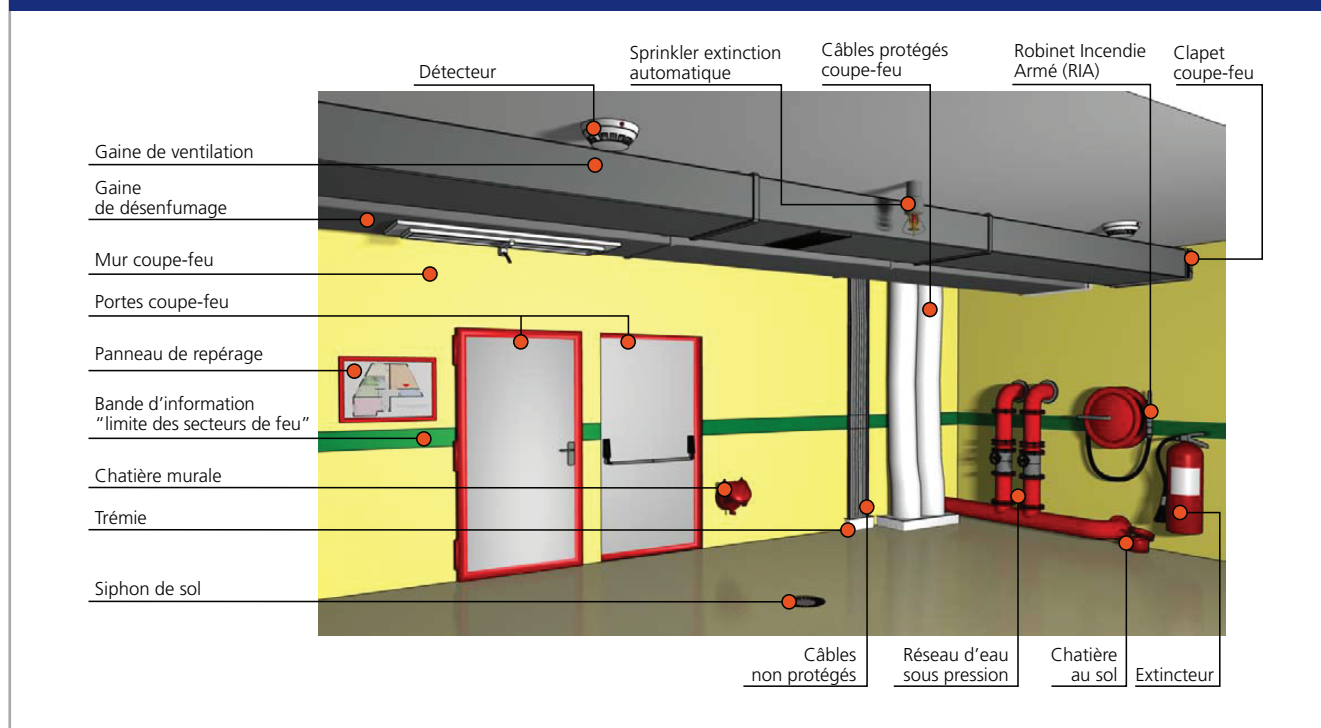 Détecteur
Sprinkler extinction
automatique
Câbles protégés
coupe-feu
Robinet Incendie
Armé (RIA)
Clapet
coupe-feu
Gaine de ventilation
Gaine
de désenfumage
Mur coupe-feu
Portes coupe-feu
Panneau de repérage
Bande d’information
“limite des secteurs de feu”
Chatière murale
Trémie
Siphon de sol
Câbles
non protégés
Réseau d’eau
sous pression
Chatière
au sol
Extincteur